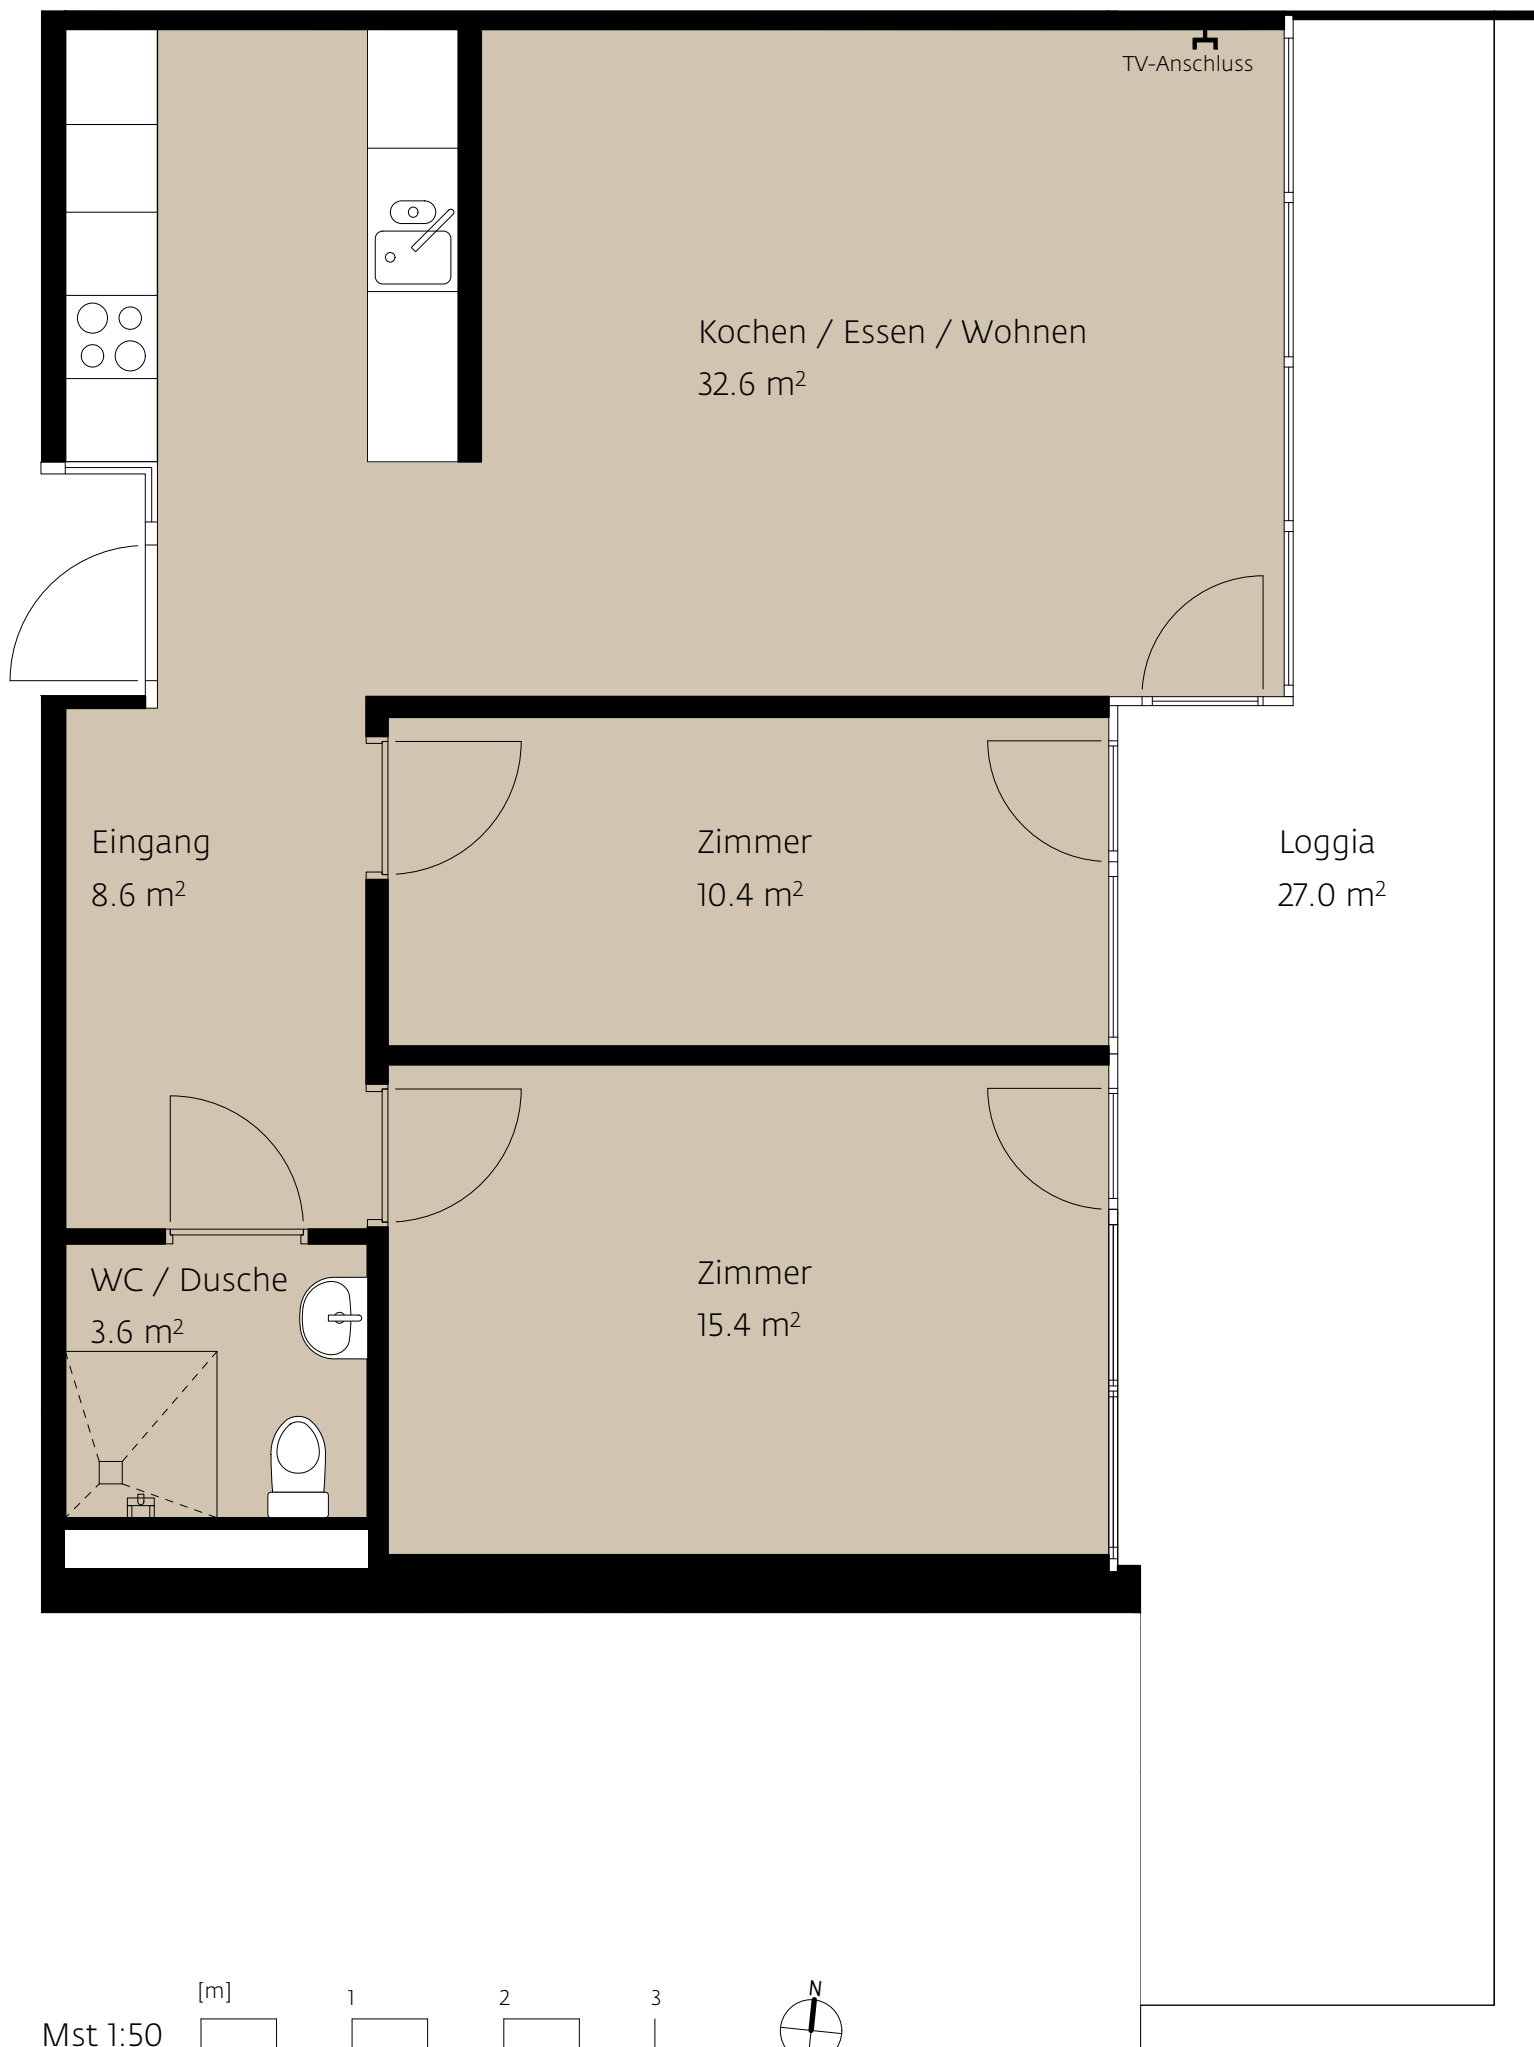 TV-Anschluss
Kochen / Essen / Wohnen
32.6 m²
Eingang
8.6 m²
Zimmer
10.4 m²
Loggia
27.0 m²
WC / Dusche
3.6 m²
Zimmer
15.4 m²
Mst 1:50
[m]
1
2
3
N